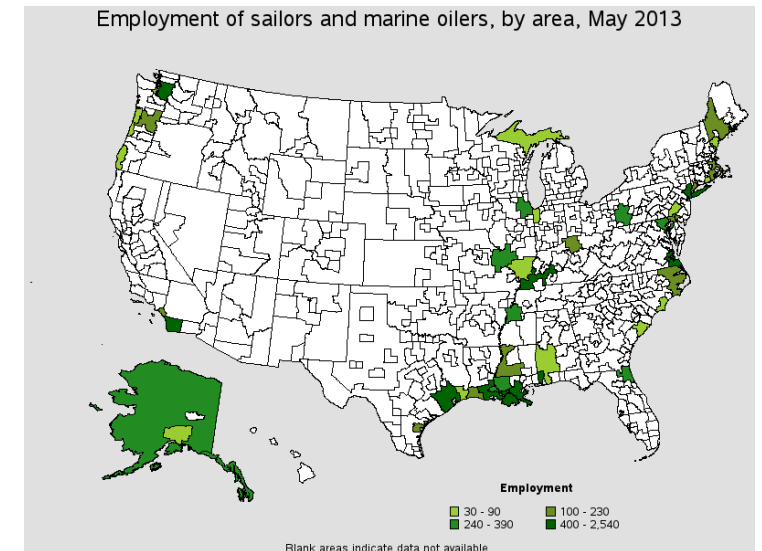 Employment of sailors and marine oilers, by area, May 2013
Employment
30 - 90
100 - 230
240 - 390
400 - 2,540
Blank areas indicate data not available